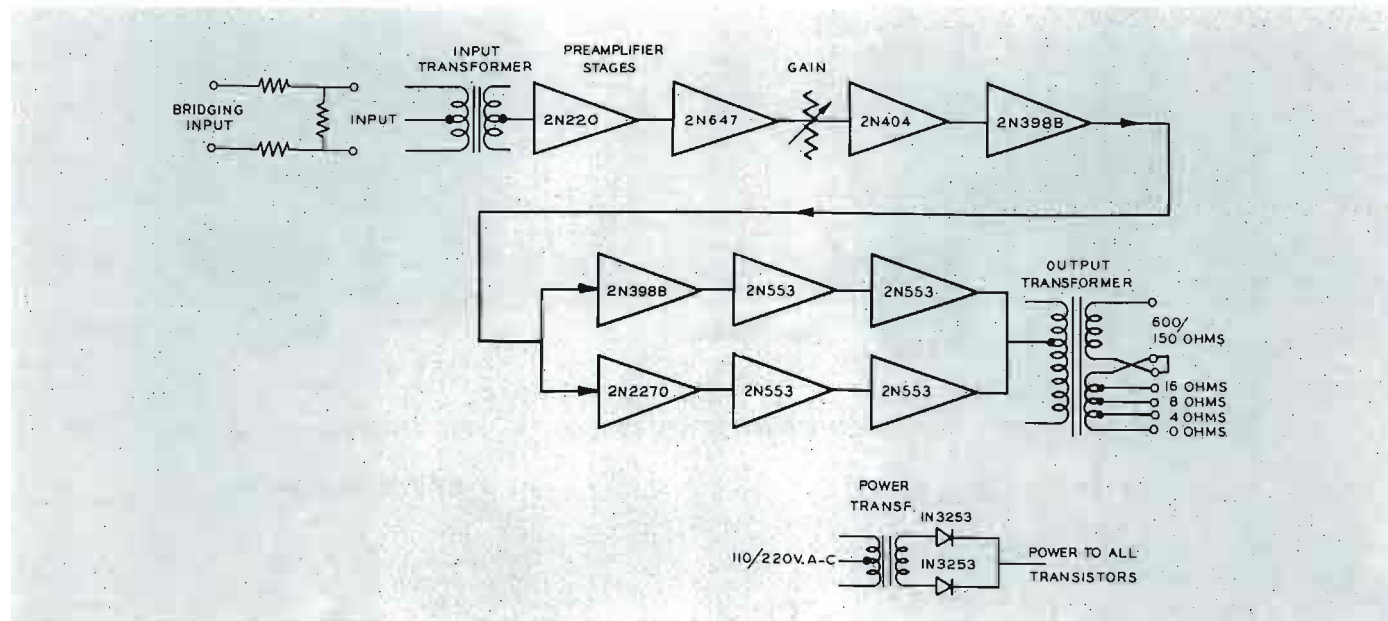 INPUT
TRANSFORMER
PREAMPLIFIER
STAGES
GAIN
BRIDGING
INPUT
INPUT
2N220
2N647
2N404
2N398B
2N398B
2N553
2N553
OUTPUT
TRANSFORMER
600/
150 OHMS
2N2270
2N553
2N553
16 OHMS
8 OHMS
4 OHMS
0 OHMS
POWER
TRANSF.
1N3253
110/220V. A-C
1N3253
POWER TO ALL
TRANSISTORS